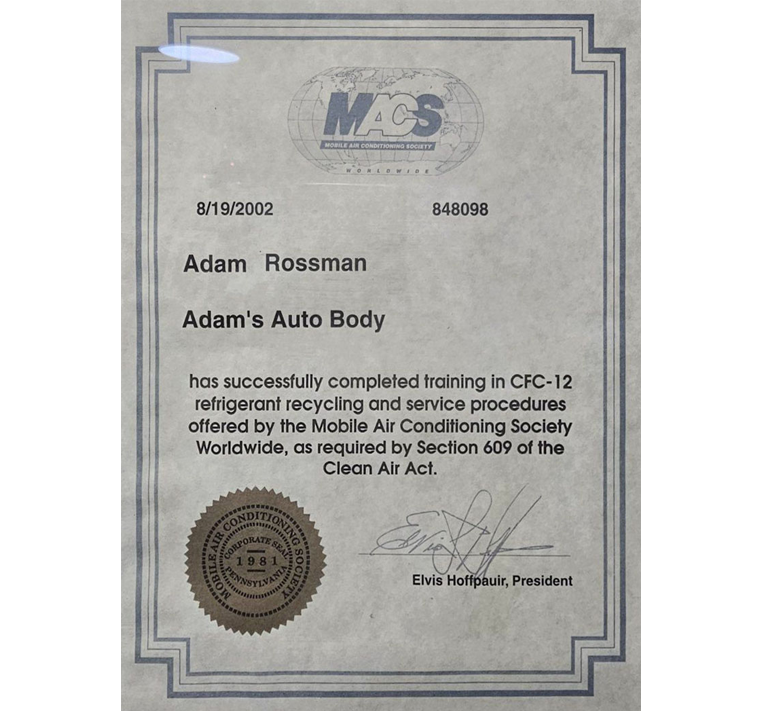 MACS
MOBILE AIR CONDITIONING SOCIETY
WORLDWIDE
8/19/2002 848098
Adam Rossman
Adam's Auto Body
has successfully completed training in CFC-12
refrigerant recycling and service procedures
offered by the Mobile Air Conditioning Society
Worldwide, as required by Section 609 of the
Clean Air Act.
MOBILE AIR CONDITIONING SOCIETY
CORPORATE SEAL
1981
PENNSYLVANIA
Elvis Hoffpauir, President